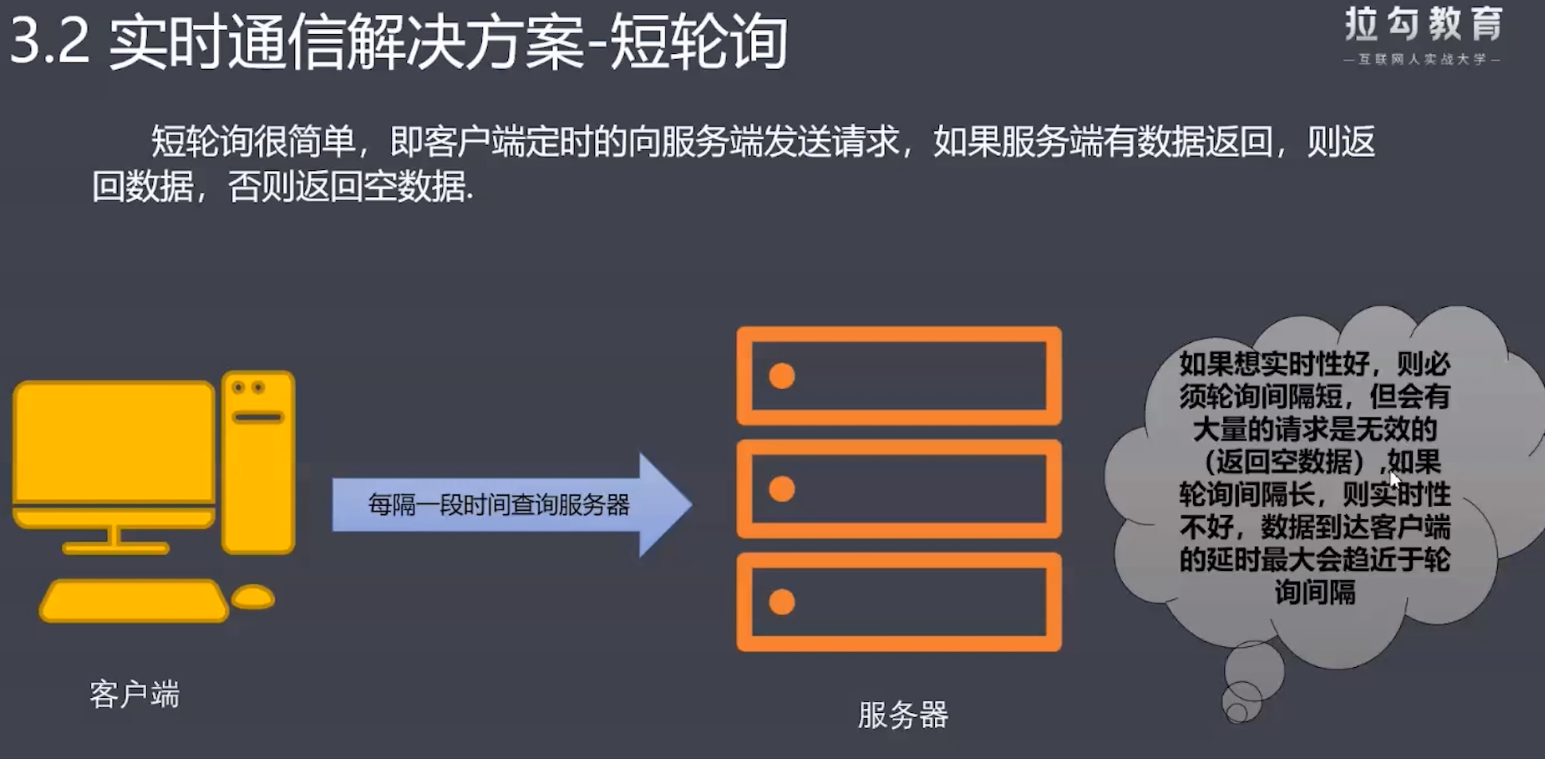 3.2 实时通信解决方案-短轮询
拉勾教育
—互联网人实战大学—
短轮询很简单，即客户端定时的向服务端发送请求，如果服务端有数据返回，则返
回数据，否则返回空数据.
如果想实时性好，则必
须轮询间隔短，但会有
大量的请求是无效的
（返回空数据）,如果
轮询间隔长，则实时性
不好，数据到达客户端
的延时最大会趋近于轮
询间隔
每隔一段时间查询服务器
客户端
服务器